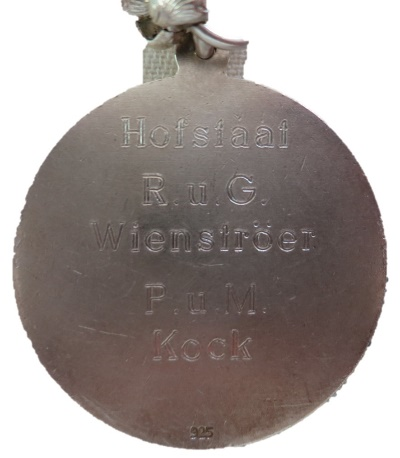 Hofstaat
R. u. G.
Wienströer
P. u. M.
Kock
925